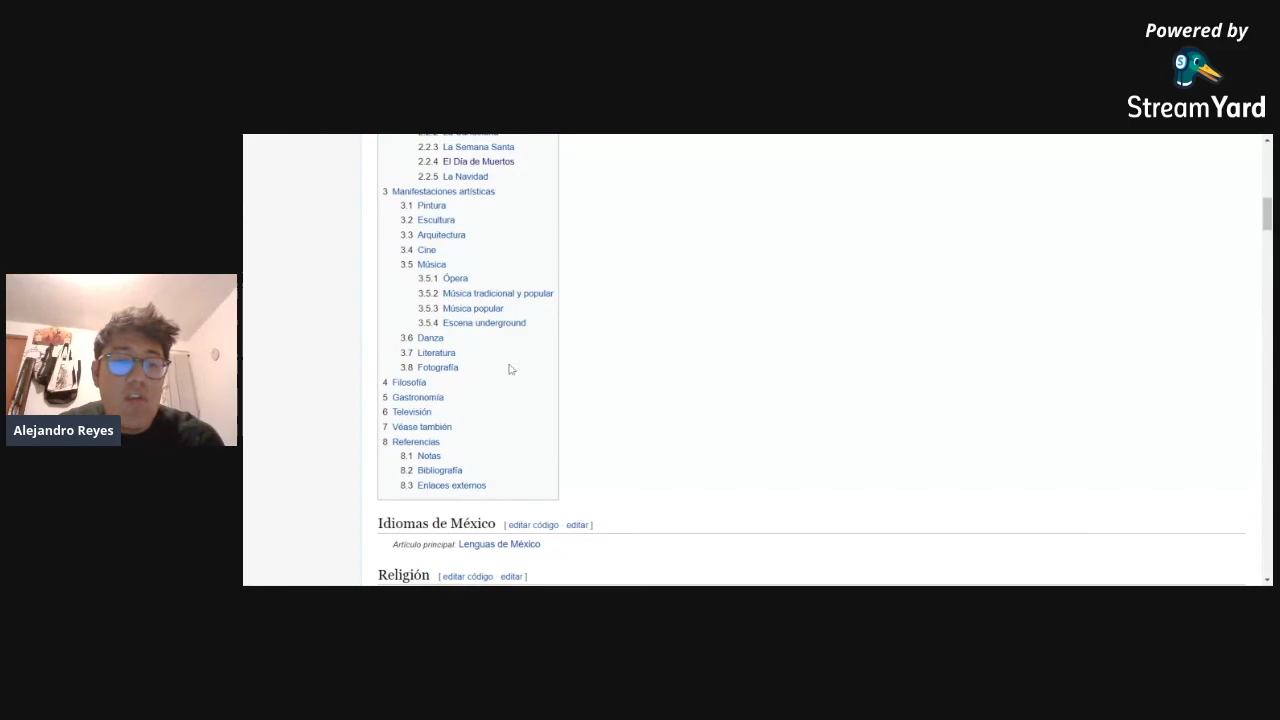 Powered by
StreamYard
2.2.3 La Semana Santa
2.2.4 El Día de Muertos
2.2.5 La Navidad
3 Manifestaciones artísticas
3.1 Pintura
3.2 Escultura
3.3 Arquitectura
3.4 Cine
3.5 Música
3.5.1 Ópera
3.5.2 Música tradicional y popular
3.5.3 Música popular
3.5.4 Escena underground
3.6 Danza
3.7 Literatura
3.8 Fotografía
4 Filosofía
5 Gastronomía
6 Televisión
7 Véase también
8 Referencias
8.1 Notas
8.2 Bibliografía
8.3 Enlaces externos
Idiomas de México [ editar código · editar ]
Artículo principal: Lenguas de México
Religión [ editar código · editar ]
Alejandro Reyes